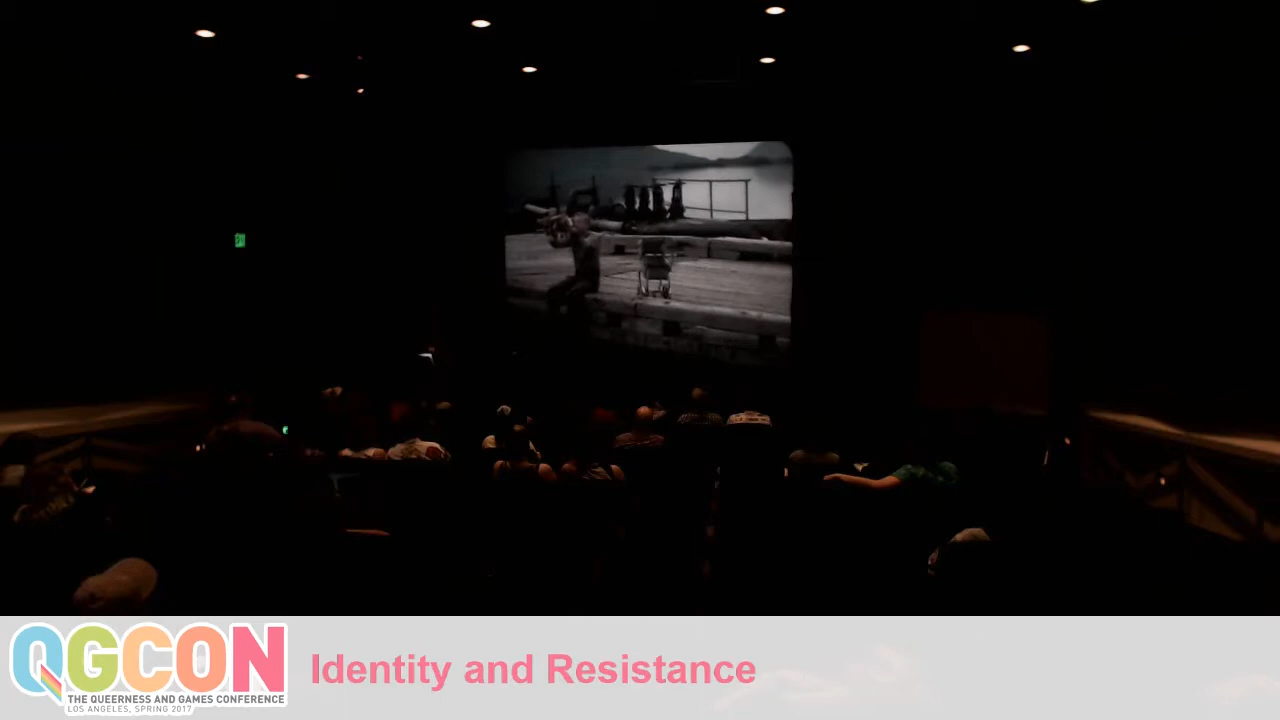 QGCON
THE QUEERNESS AND GAMES CONFERENCE
LOS ANGELES, SPRING 2017
Identity and Resistance